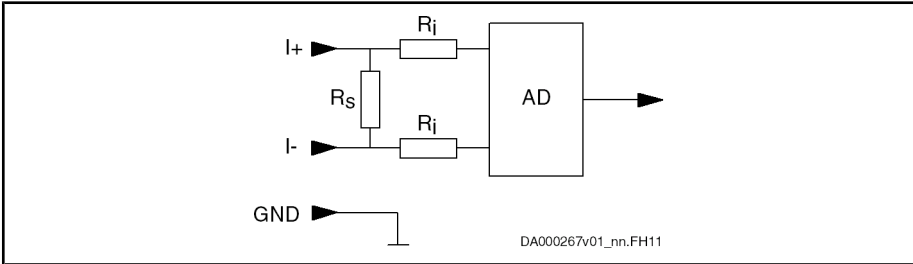 Ri
I+
Rs
AD
Ri
I-
GND
DA000267v01_nn.FH11